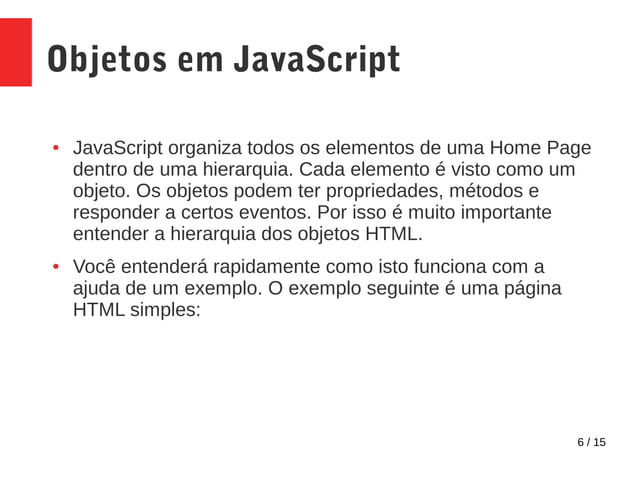 Objetos em JavaScript
• JavaScript organiza todos os elementos de uma Home Page
dentro de uma hierarquia. Cada elemento é visto como um
objeto. Os objetos podem ter propriedades, métodos e
responder a certos eventos. Por isso é muito importante
entender a hierarquia dos objetos HTML.
• Você entenderá rapidamente como isto funciona com a
ajuda de um exemplo. O exemplo seguinte é uma página
HTML simples:
6 / 15